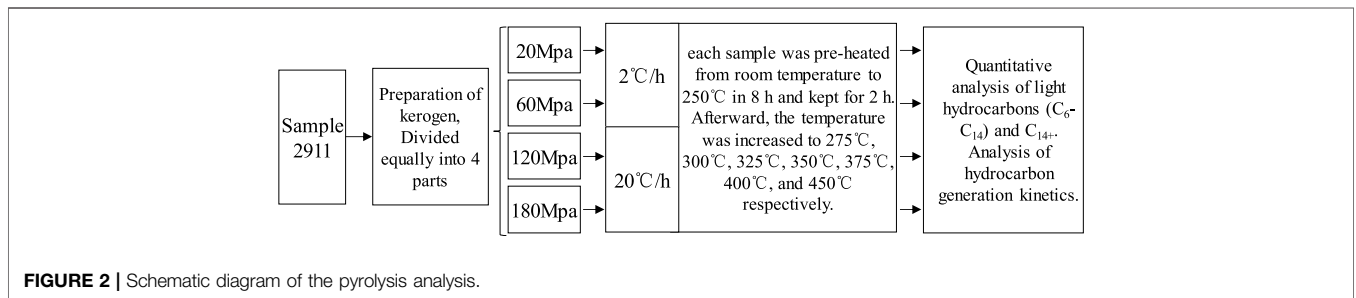 Sample
2911
Preparation of
kerogen,
Divided
equally into 4
parts
20Mpa
60Mpa
120Mpa
180Mpa
2℃/h
20℃/h
each sample was pre-heated
from room temperature to
250℃ in 8 h and kept for 2 h.
Afterward, the temperature
was increased to 275℃,
300℃, 325℃, 350℃, 375℃,
400℃, and 450℃
respectively.
Quantitative
analysis of light
hydrocarbons (C₆-
C₁₄) and C₁₄₊.
Analysis of
hydrocarbon
generation kinetics.
FIGURE 2 | Schematic diagram of the pyrolysis analysis.